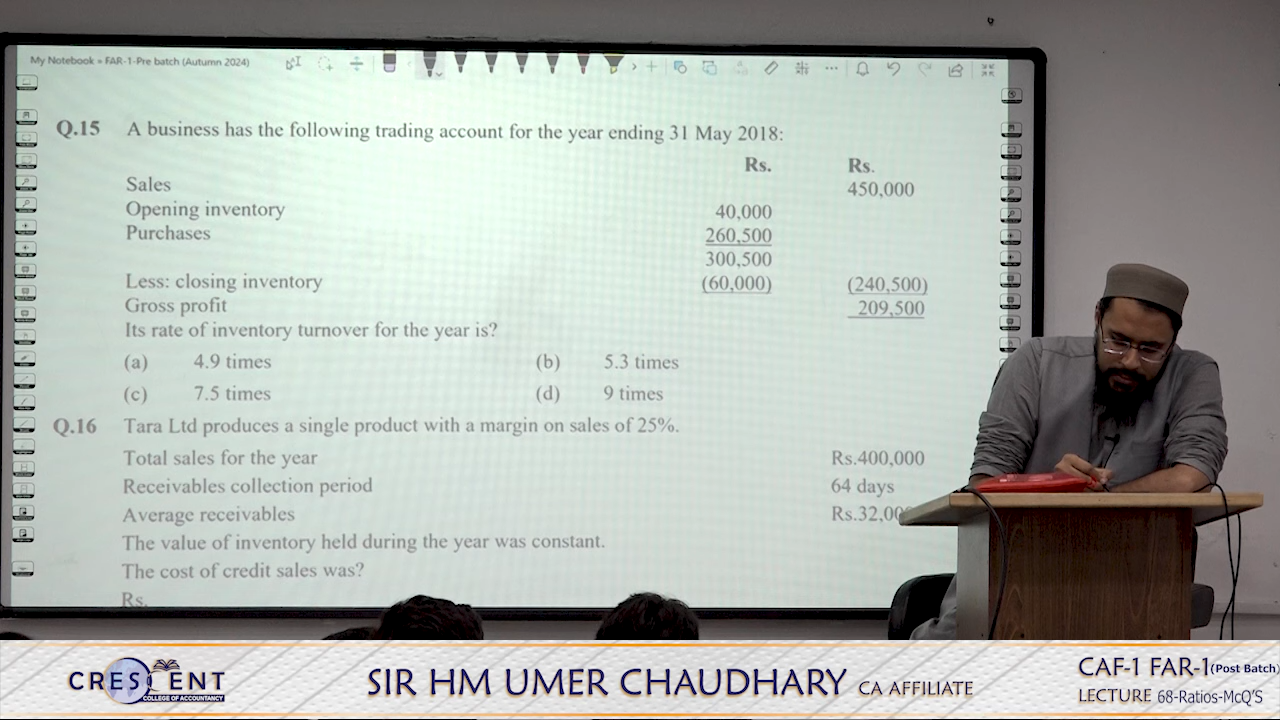 My Notebook » FAR-1-Pre batch (Autumn 2024)
Q.15 A business has the following trading account for the year ending 31 May 2018:
Rs. Rs.
Sales 450,000
Opening inventory 40,000
Purchases 260,500
300,500
Less: closing inventory (60,000) (240,500)
Gross profit 209,500
Its rate of inventory turnover for the year is?
(a) 4.9 times (b) 5.3 times
(c) 7.5 times (d) 9 times
Q.16 Tara Ltd produces a single product with a margin on sales of 25%.
Total sales for the year Rs.400,000
Receivables collection period 64 days
Average receivables Rs.32,00
The value of inventory held during the year was constant.
The cost of credit sales was?
Rs.
CRESCENT
COLLEGE OF ACCOUNTANCY
SIR HM UMER CHAUDHARY CA AFFILIATE
CAF-1 FAR-1(Post Batch)
LECTURE 68-Ratios-McQ'S